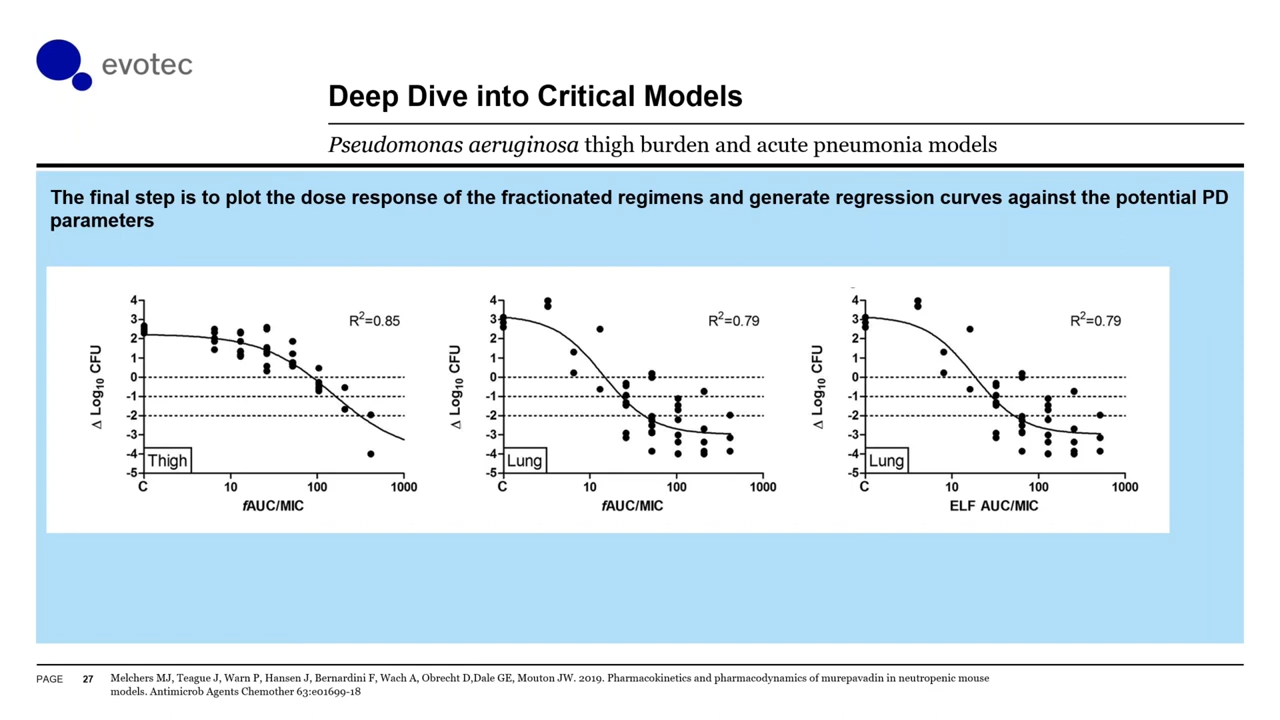 evotec
Deep Dive into Critical Models
Pseudomonas aeruginosa thigh burden and acute pneumonia models
The final step is to plot the dose response of the fractionated regimens and generate regression curves against the potential PD
parameters
4
3
2
1
0
-1
-2
-3
-4
-5
Δ Log10 CFU
R2=0.85
Thigh
C 10 100 1000
fAUC/MIC
4
3
2
1
0
-1
-2
-3
-4
-5
Δ Log10 CFU
R2=0.79
Lung
C 10 100 1000
fAUC/MIC
4
3
2
1
0
-1
-2
-3
-4
-5
Δ Log10 CFU
R2=0.79
Lung
C 10 100 1000
ELF AUC/MIC
PAGE 27
Melchers MJ, Teague J, Warn P, Hansen J, Bernardini F, Wach A, Obrecht D,Dale GE, Mouton JW. 2019. Pharmacokinetics and pharmacodynamics of murepavadin in neutropenic mouse
models. Antimicrob Agents Chemother 63:e01699-18